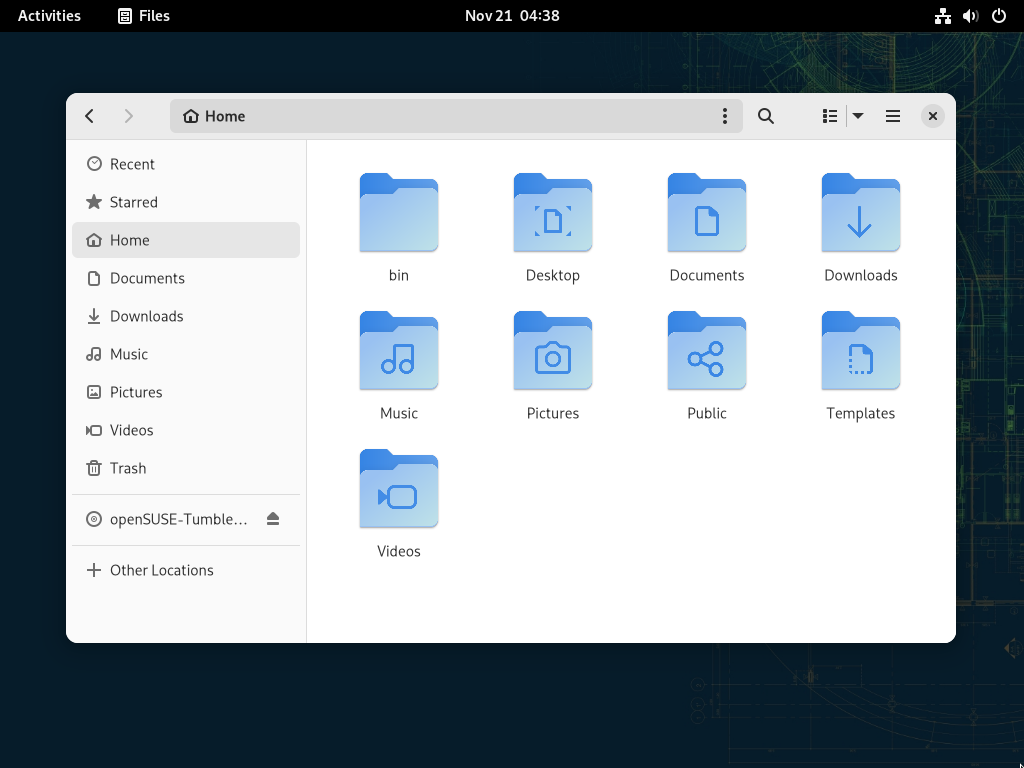 Activities Files Nov 21 04:38
Home
Recent
Starred
Home
Documents
Downloads
Music
Pictures
Videos
Trash
openSUSE-Tumble…
Other Locations
bin Desktop Documents Downloads
Music Pictures Public Templates
Videos